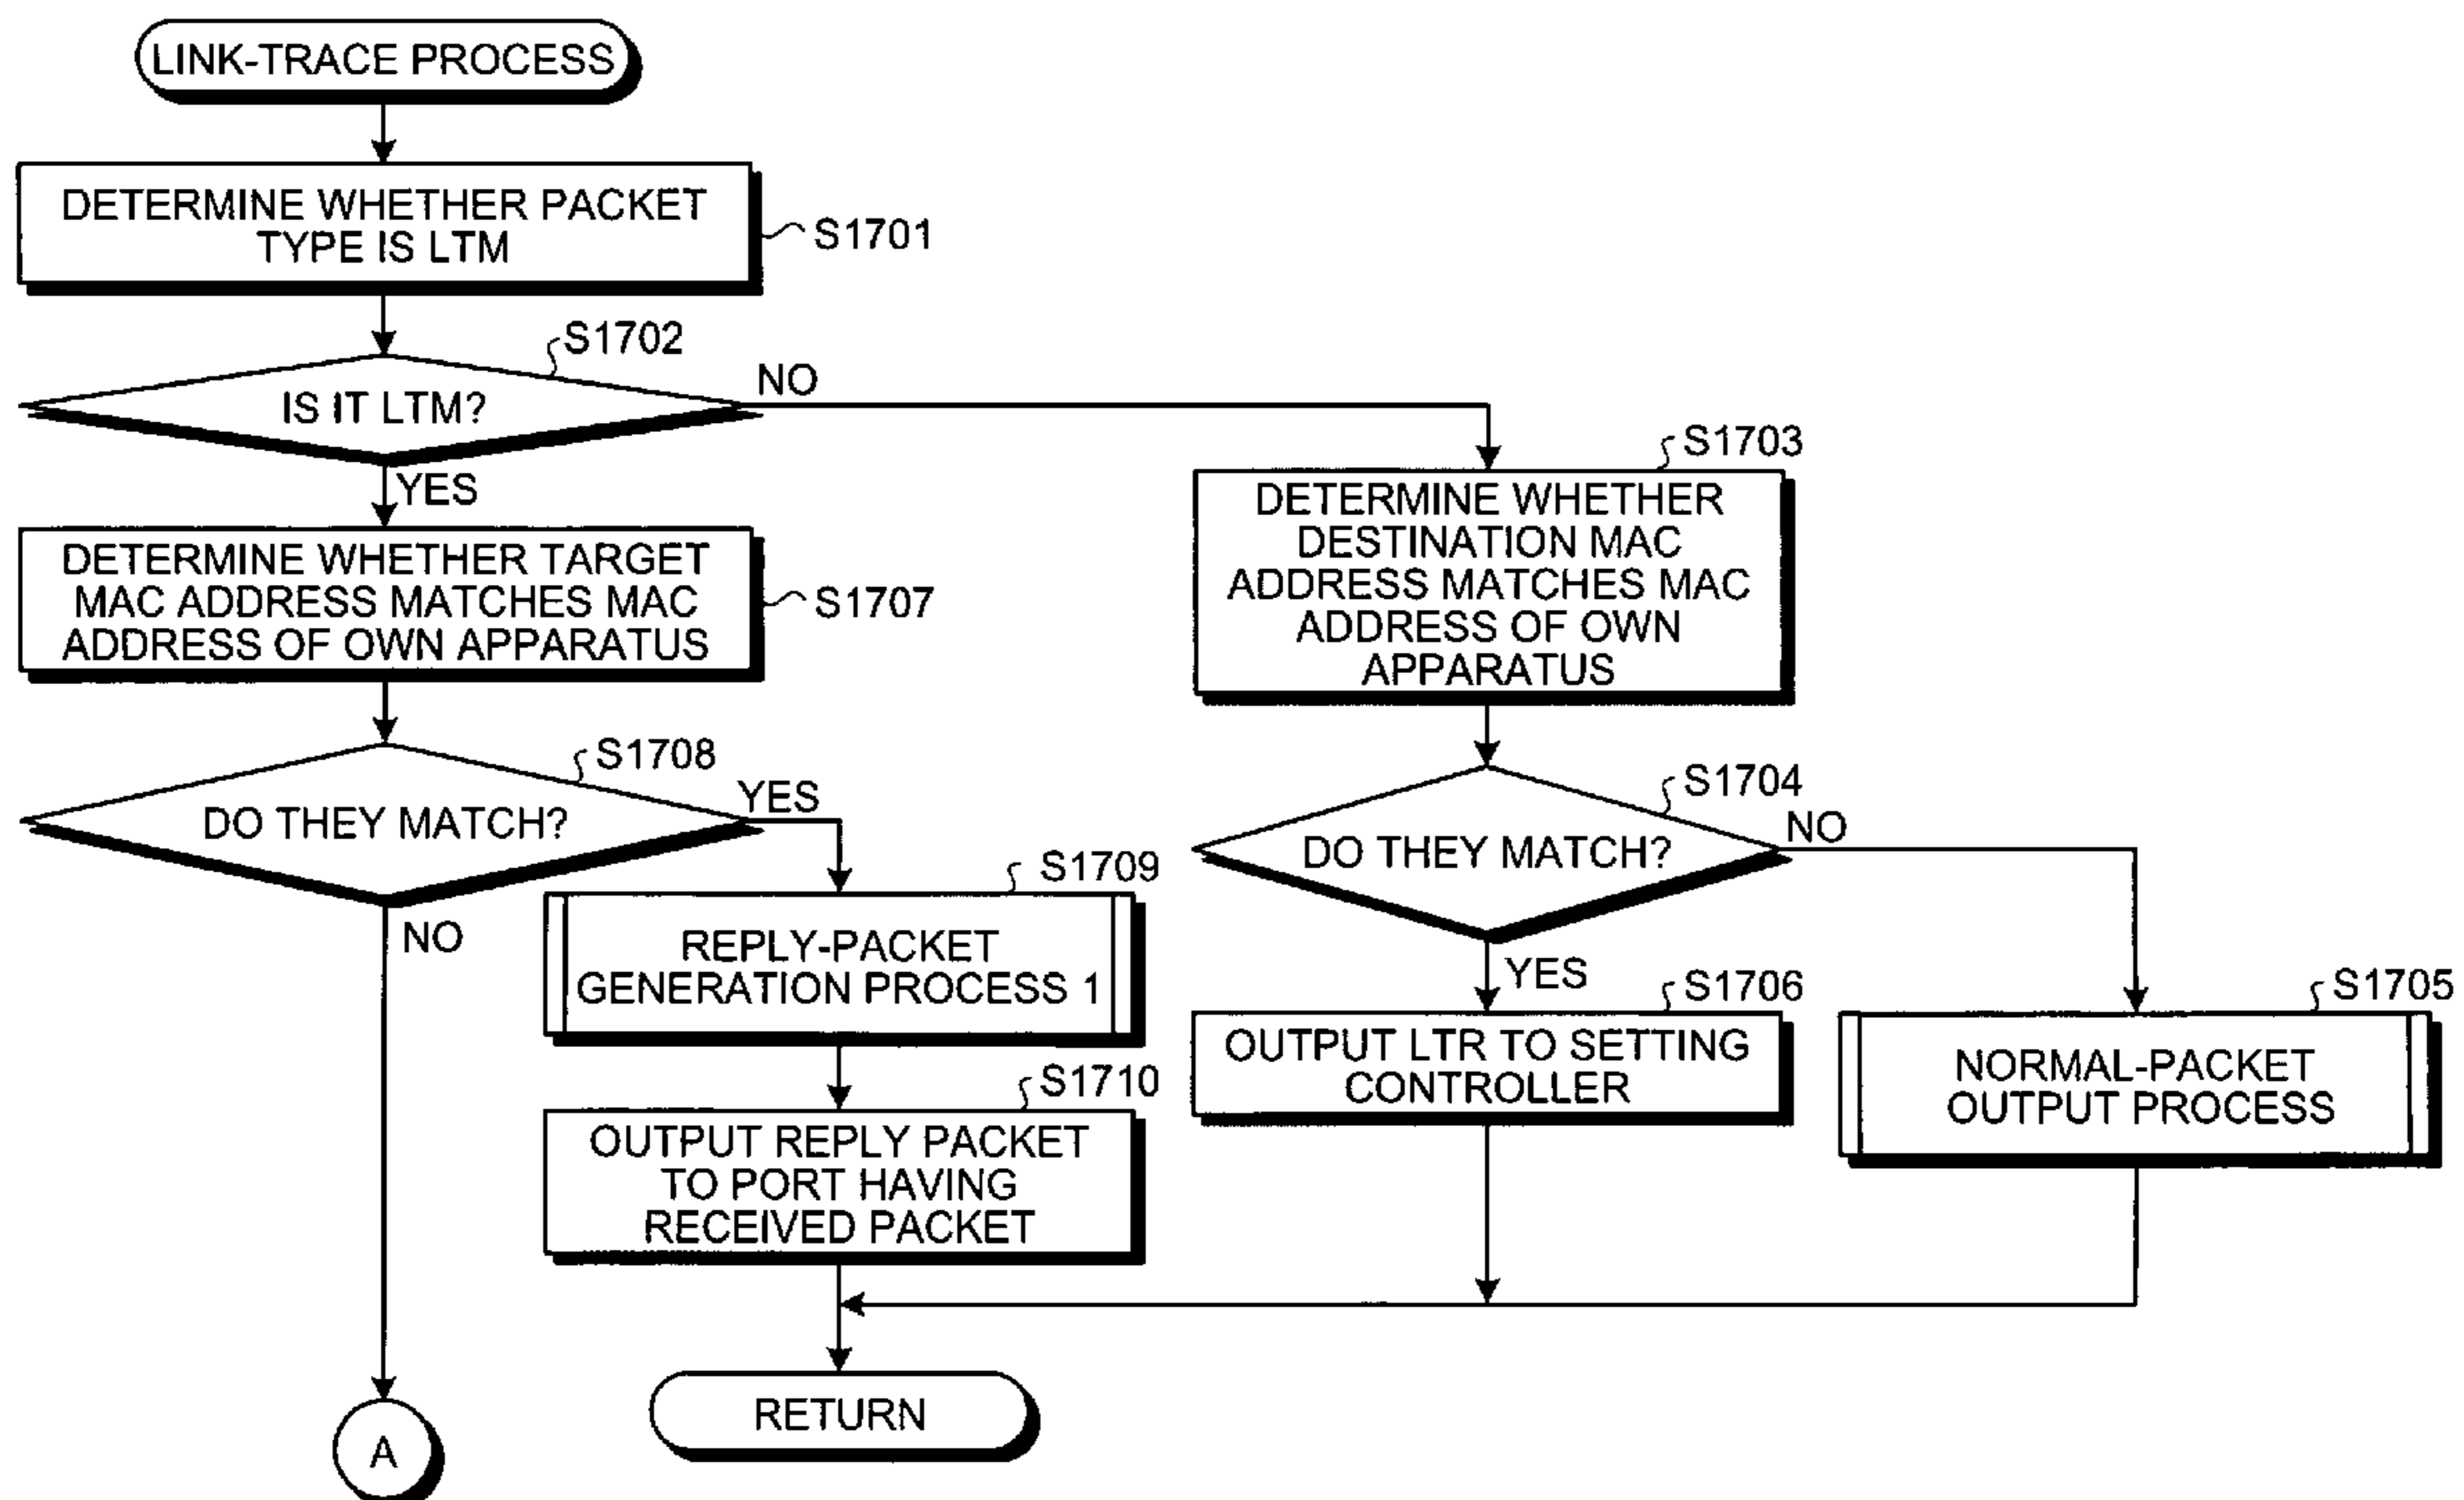 LINK-TRACE PROCESS
DETERMINE WHETHER PACKET
TYPE IS LTM
S1701
S1702
IS IT LTM?
NO
YES
S1703
DETERMINE WHETHER
DESTINATION MAC
ADDRESS MATCHES MAC
ADDRESS OF OWN
APPARATUS
DETERMINE WHETHER TARGET
MAC ADDRESS MATCHES MAC
ADDRESS OF OWN APPARATUS
S1707
S1708
DO THEY MATCH?
YES
NO
S1704
DO THEY MATCH?
NO
YES
S1709
REPLY-PACKET
GENERATION PROCESS 1
S1706
OUTPUT LTR TO SETTING
CONTROLLER
S1705
NORMAL-PACKET
OUTPUT PROCESS
S1710
OUTPUT REPLY PACKET
TO PORT HAVING
RECEIVED PACKET
RETURN
A